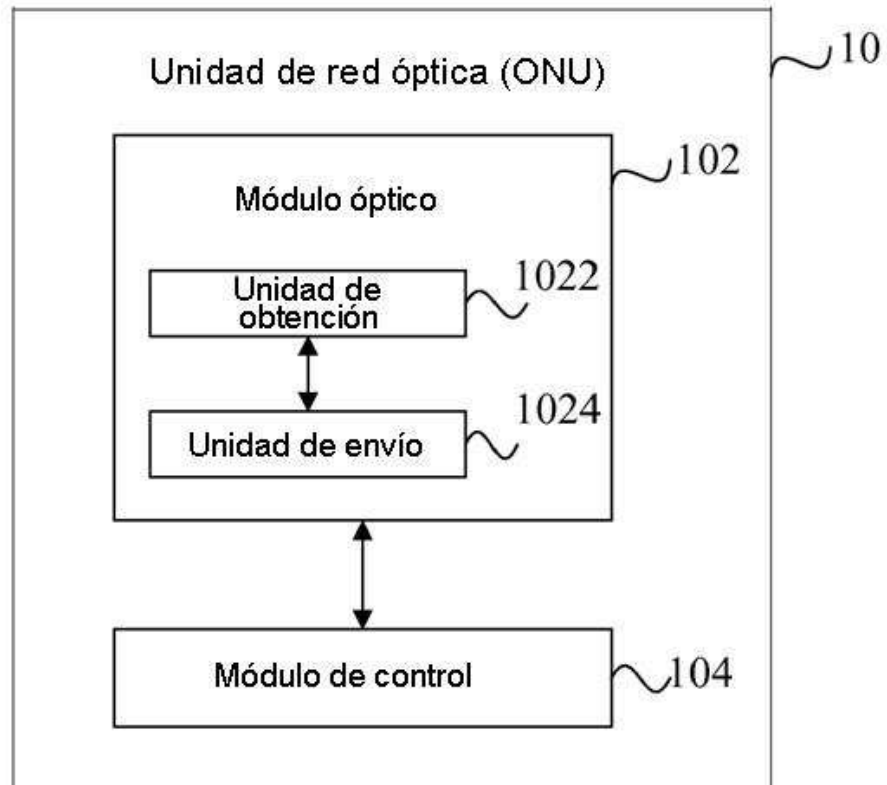 Unidad de red óptica (ONU)
10
102
Módulo óptico
1022
Unidad de
obtención
1024
Unidad de envío
Módulo de control
104